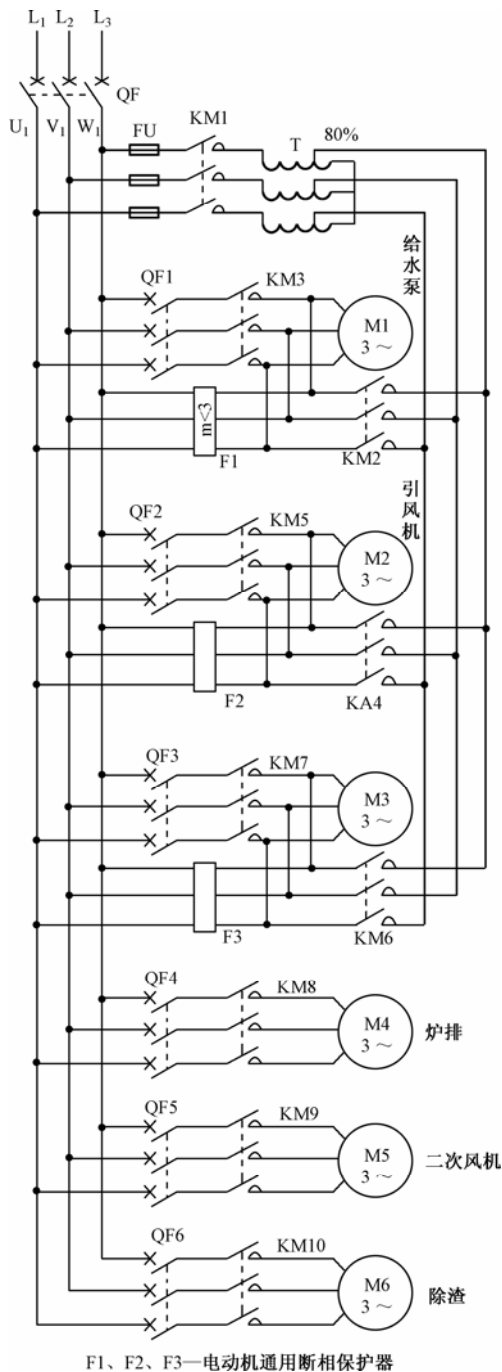 L1 L2 L3
QF
U1 V1 W1
FU KM1 T 80%
给水泵
QF1 KM3
M1
3～
m<3
F1 KM2
引风机
QF2 KM5
M2
3～
F2 KA4
QF3 KM7
M3
3～
F3 KM6
QF4 KM8
M4
3～
炉排
QF5 KM9
M5
3～
二次风机
QF6 KM10
M6
3～
除渣
F1、F2、F3—电动机通用断相保护器